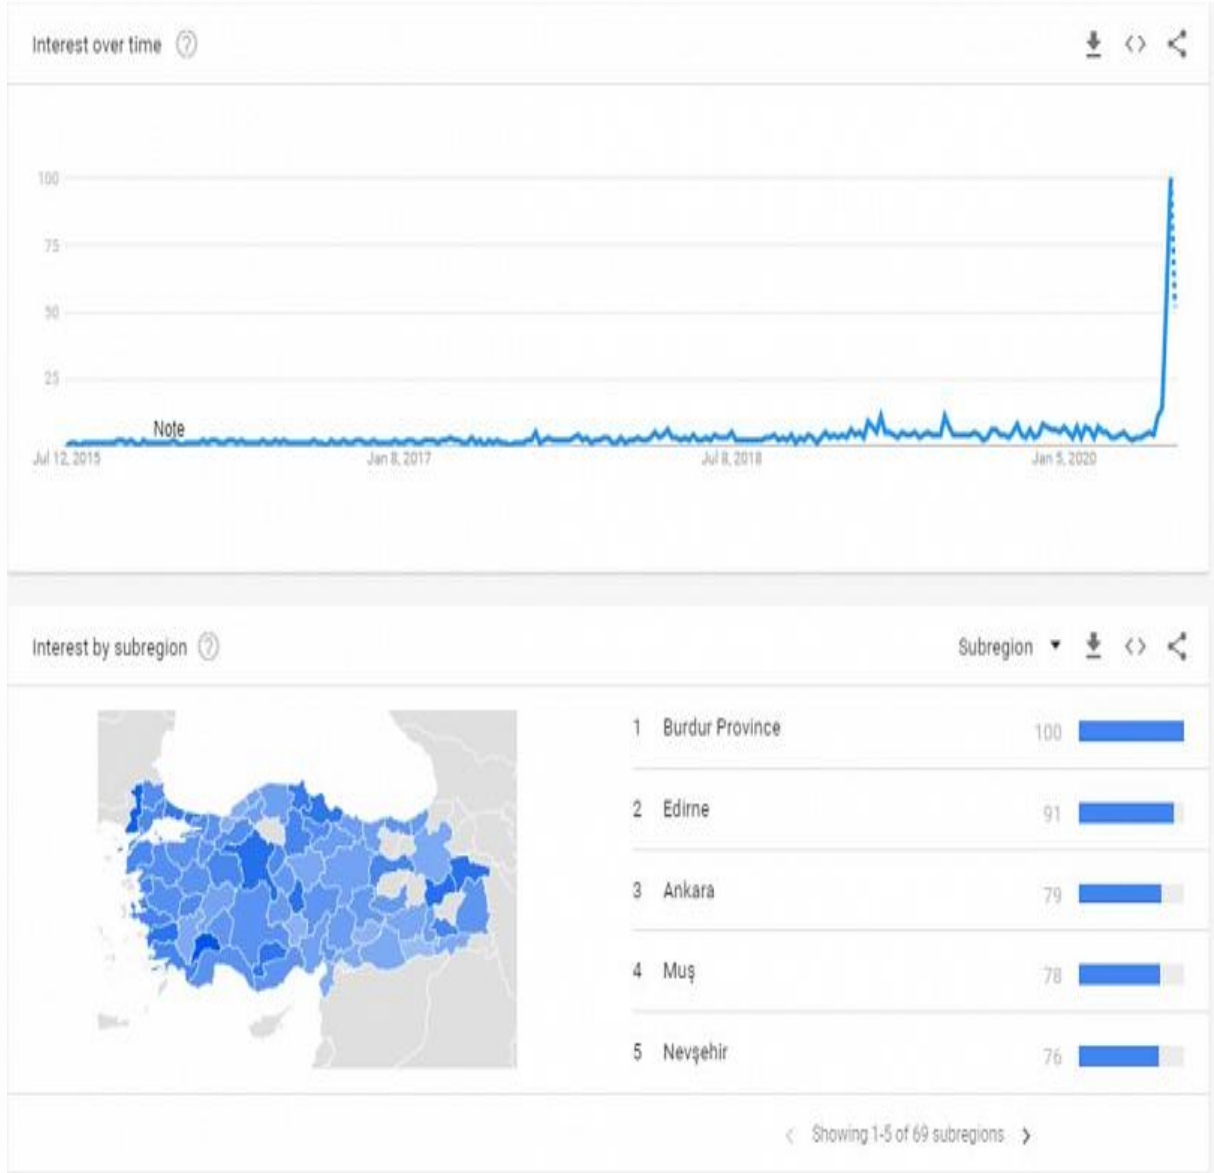 Interest over time ?
100
75
50
25
Note
Jul 12, 2015 Jan 8, 2017 Jul 8, 2018 Jan 5, 2020
Interest by subregion ?
Subregion
1 Burdur Province 100
2 Edirne 91
3 Ankara 79
4 Muş 78
5 Nevşehir 76
Showing 1-5 of 69 subregions